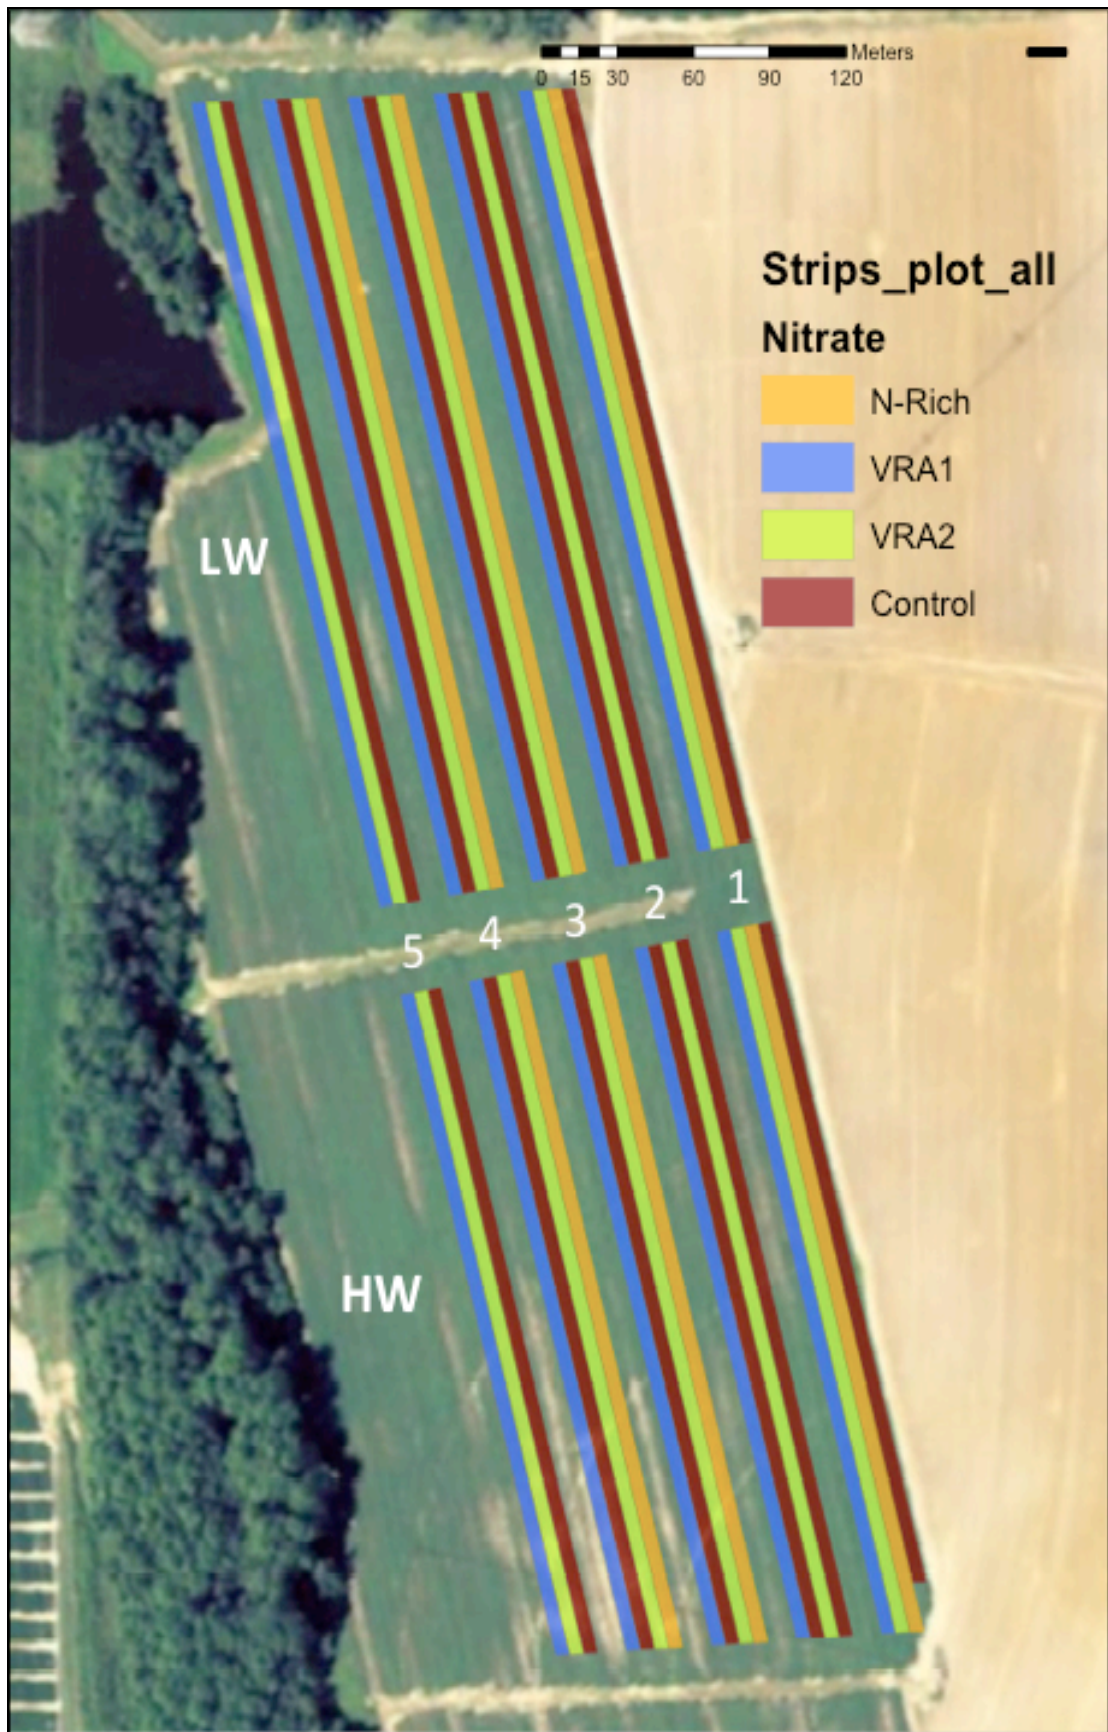 Meters
0 15 30 60 90 120
Strips_plot_all
Nitrate
N-Rich
VRA1
VRA2
Control
LW
5 4 3 2 1
HW